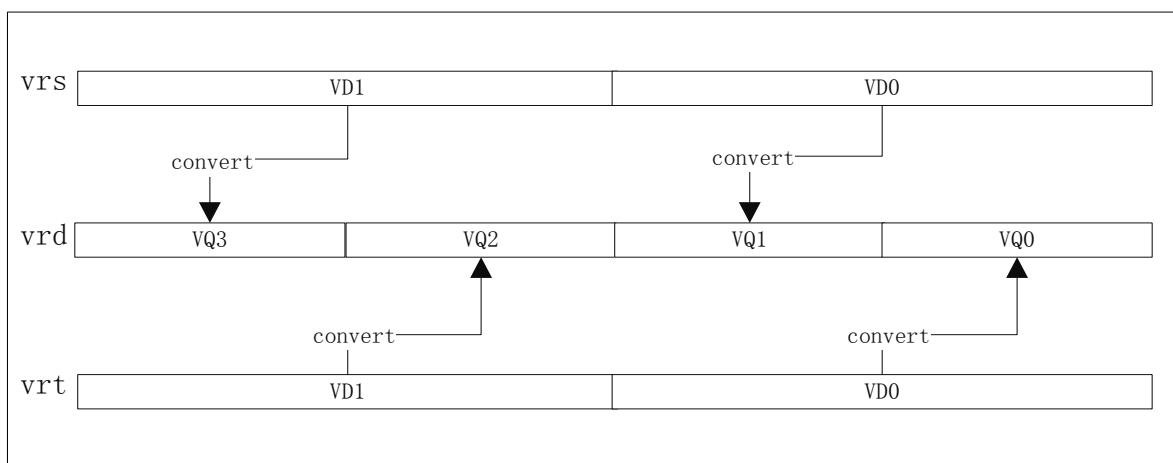 vrs VD1 VD0
convert convert
vrd VQ3 VQ2 VQ1 VQ0
convert convert
vrt VD1 VD0